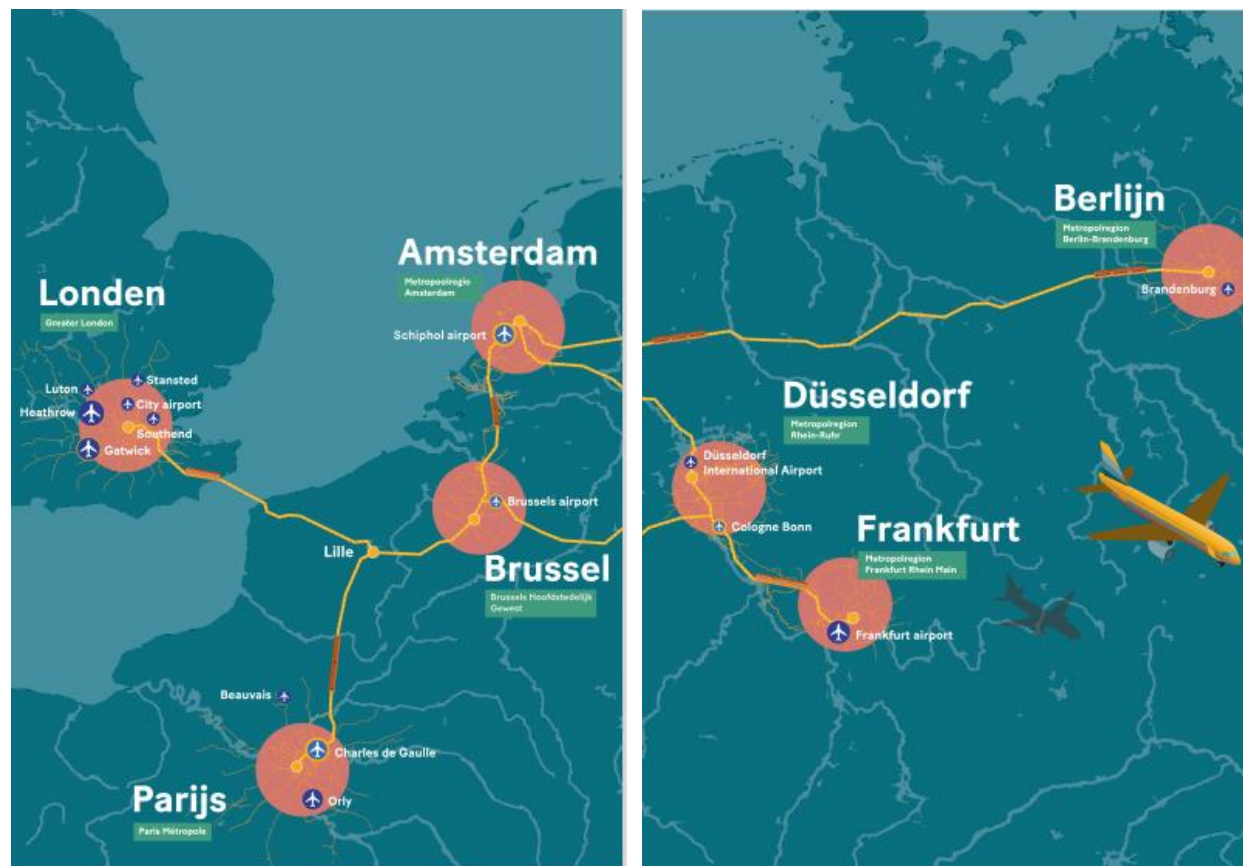 Amsterdam
Metropoolregio
Amsterdam
Schiphol airport
Londen
Greater London
Luton
Stansted
Heathrow
City airport
Southend
Gatwick
Brussels airport
Lille
Brussel
Brussels Hoofdstedelijk
Gewest
Beauvais
Charles de Gaulle
Parijs
Paris Métropole
Orly
Berlijn
Metropolregion
Berlin-Brandenburg
Brandenburg
Düsseldorf
Metropolregion
Rhein-Ruhr
Düsseldorf
International Airport
Cologne Bonn
Frankfurt
Metropolregion
Frankfurt Rhein Main
Frankfurt airport